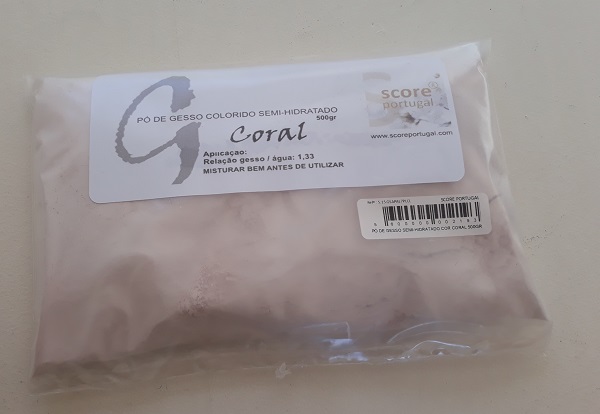 PÓ DE GESSO COLORIDO SEMI-HIDRATADO
500gr
Coral
Aplicação:
Relação gesso / água: 1,33
MISTURAR BEM ANTES DE UTILIZAR
score
portugal
www.scoreportugal.com
SCORE PORTUGAL
PÓ DE GESSO SEMI-HIDRATADO COR CORAL 500GR